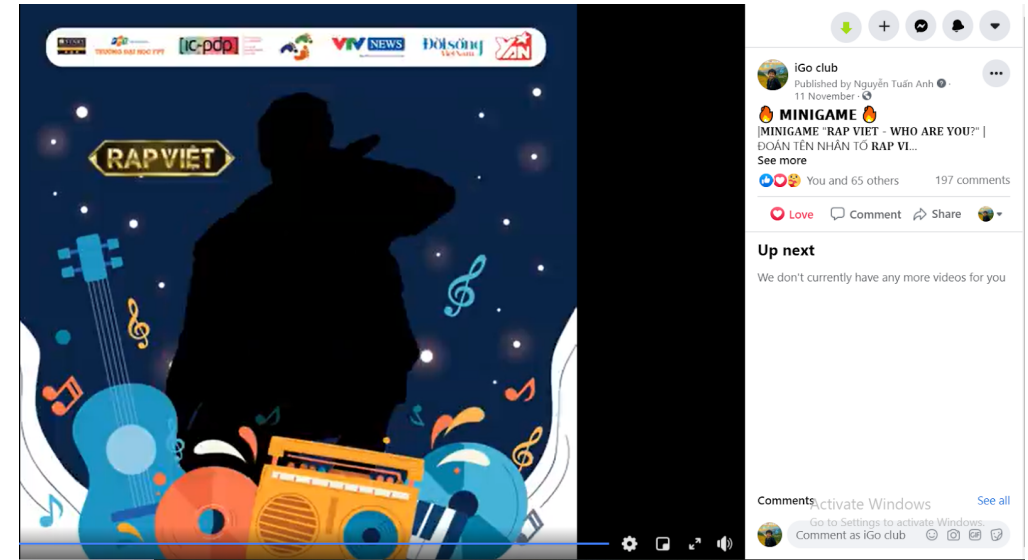 TRƯỜNG ĐẠI HỌC FPT
[ic-pdp]
VTV NEWS
Đời sống
Việt Nam
YAN
RAP VIỆT
iGo club
Published by Nguyễn Tuấn Anh ·
11 November ·
MINIGAME
|MINIGAME "RAP VIET - WHO ARE YOU?" |
ĐOÁN TÊN NHÂN TỐ RAP VI...
See more
You and 65 others 197 comments
Love Comment Share
Up next
We don't currently have any more videos for you
Comments See all
Activate Windows
Go to Settings to activate Windows.
Comment as iGo club
GIF